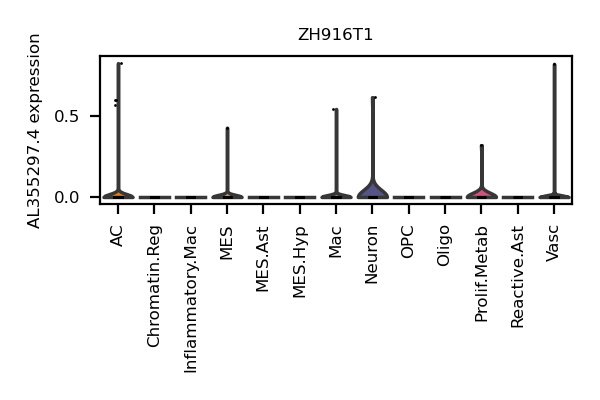 ZH916T1
AL355297.4 expression
0.5
0.0
AC
Chromatin.Reg
Inflammatory.Mac
MES
MES.Ast
MES.Hyp
Mac
Neuron
OPC
Oligo
Prolif.Metab
Reactive.Ast
Vasc